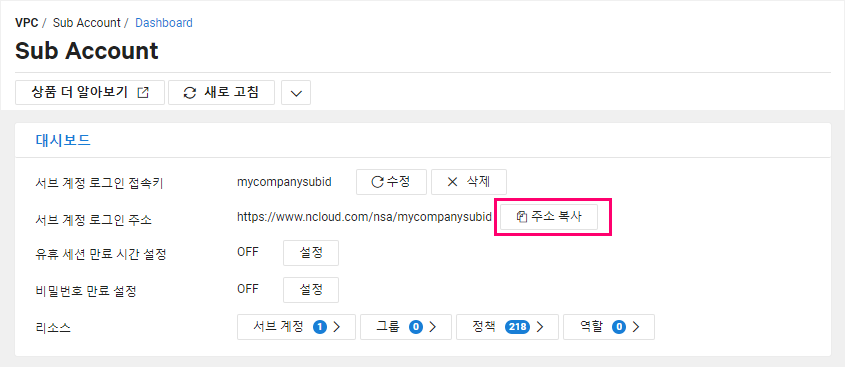 VPC / Sub Account / Dashboard
Sub Account
상품 더 알아보기 새로 고침
대시보드
서브 계정 로그인 접속키 mycompanysubid 수정 삭제
서브 계정 로그인 주소 https://www.ncloud.com/nsa/mycompanysubid 주소 복사
유휴 세션 만료 시간 설정 OFF 설정
비밀번호 만료 설정 OFF 설정
리소스 서브 계정 1 그룹 0 정책 218 역할 0